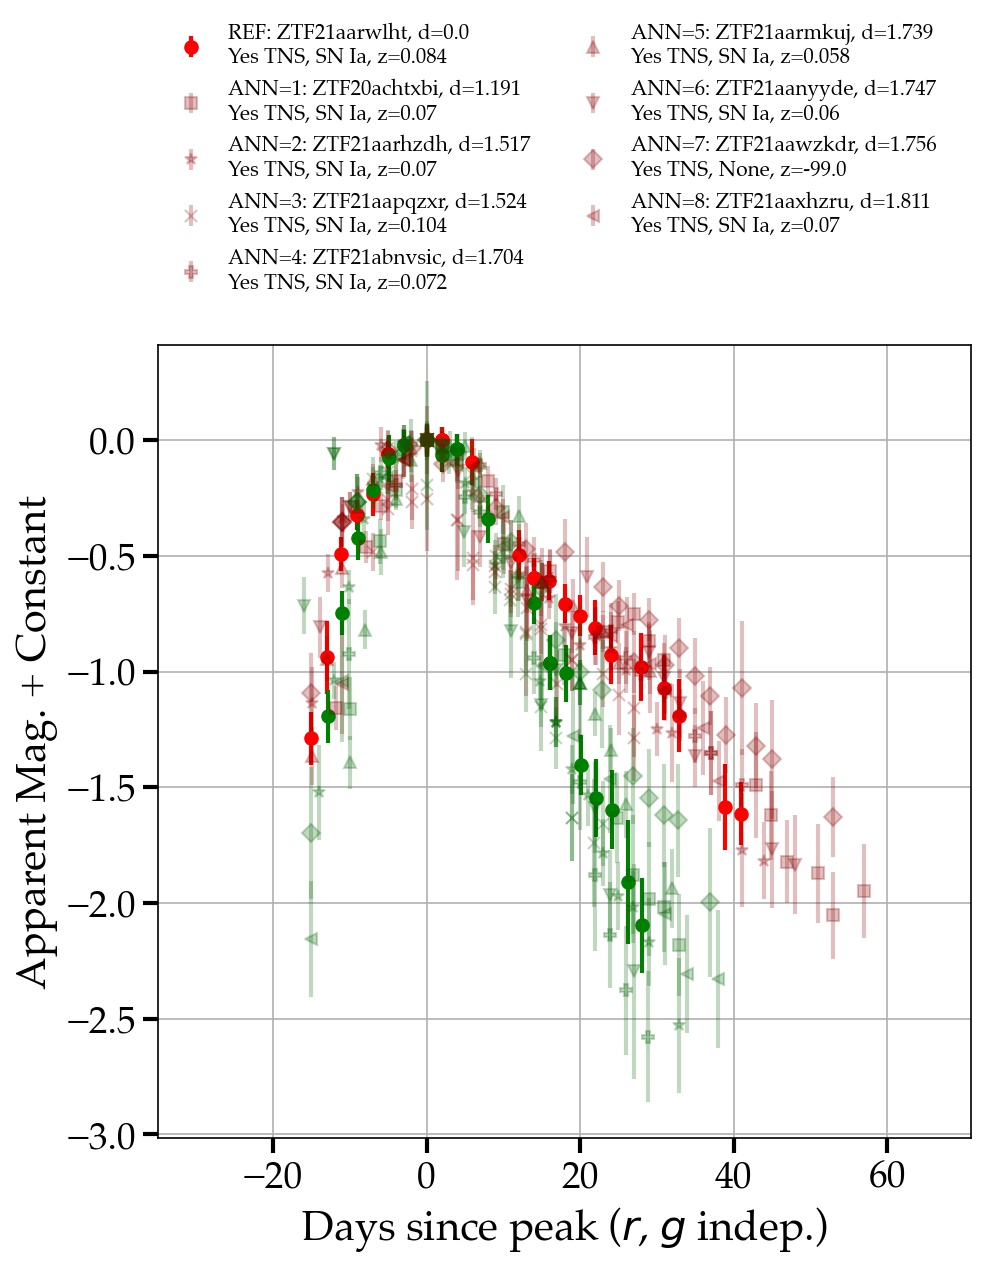 REF: ZTF21aarwlht, d=0.0
Yes TNS, SN Ia, z=0.084
ANN=1: ZTF20achtxbi, d=1.191
Yes TNS, SN Ia, z=0.07
ANN=2: ZTF21aarhzdh, d=1.517
Yes TNS, SN Ia, z=0.07
ANN=3: ZTF21aapqzxr, d=1.524
Yes TNS, SN Ia, z=0.104
ANN=4: ZTF21abnvsic, d=1.704
Yes TNS, SN Ia, z=0.072
ANN=5: ZTF21aarmkuj, d=1.739
Yes TNS, SN Ia, z=0.058
ANN=6: ZTF21aanyyde, d=1.747
Yes TNS, SN Ia, z=0.06
ANN=7: ZTF21aawzkdr, d=1.756
Yes TNS, None, z=-99.0
ANN=8: ZTF21aaxhzru, d=1.811
Yes TNS, SN Ia, z=0.07
Apparent Mag. + Constant
0.0
−0.5
−1.0
−1.5
−2.0
−2.5
−3.0
−20
0
20
40
60
Days since peak (r, g indep.)